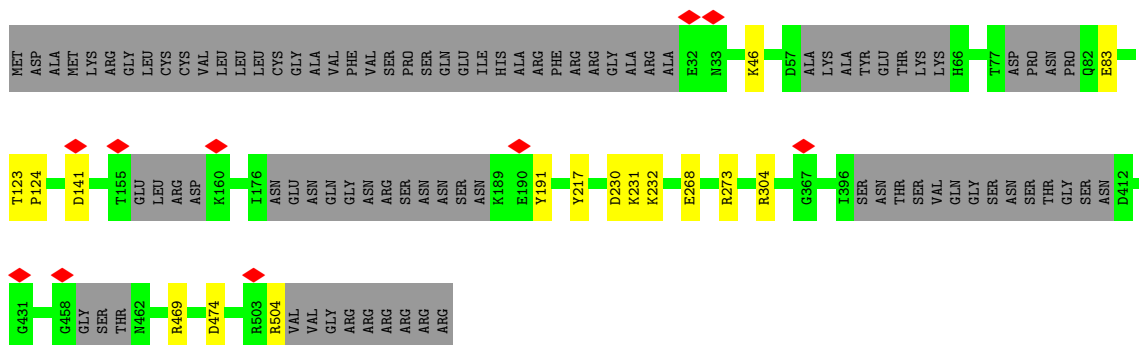 MET ASP ALA MET LYS ARG GLY LEU CYS CYS VAL LEU LEU LEU CYS GLY ALA VAL PHE VAL SER PRO SER GLN GLU ILE HIS ALA ARG PHE ARG ARG GLY ALA ARG ALA E32 N33 K46 D57 ALA LYS ALA TYR GLU THR LYS LYS H66 T77 ASP PRO ASN PRO Q82 E83
T123 P124 D141 T155 GLU LEU ARG ASP K160 I176 ASN GLU ASN GLN GLY ASN ARG SER ASN ASN SER ASN K189 E190 Y191 Y217 D230 K231 K232 E268 R273 R304 G367 I396 SER ASN THR SER VAL GLN GLY SER ASN SER THR GLY SER ASN D412
G431 G458 GLY SER THR N462 R469 D474 R503 R504 VAL VAL GLY ARG ARG ARG ARG ARG ARG